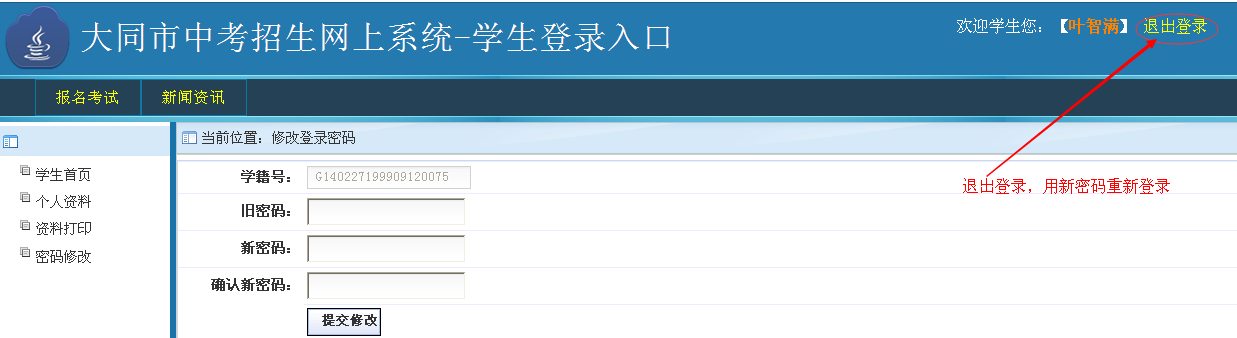 大同市中考招生网上系统-学生登录入口
欢迎学生您：【叶智满】 退出登录
报名考试 新闻资讯
当前位置：修改登录密码
学生首页
个人资料
资料打印
密码修改
学籍号： G140227199909120075
旧密码：
新密码：
确认新密码：
提交修改
退出登录，用新密码重新登录